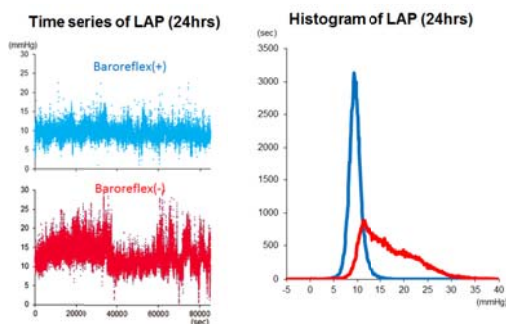 Time series of LAP (24hrs)
(mmHg)
30
25
20
15
10
5
0
Baroreflex(+)
30
25
20
15
10
5
0
Baroreflex(-)
0 20000 40000 60000 80000
(sec)
Histogram of LAP (24hrs)
(sec)
3500
3000
2500
2000
1500
1000
500
0
-5 0 5 10 15 20 25 30 35 40
mmHg